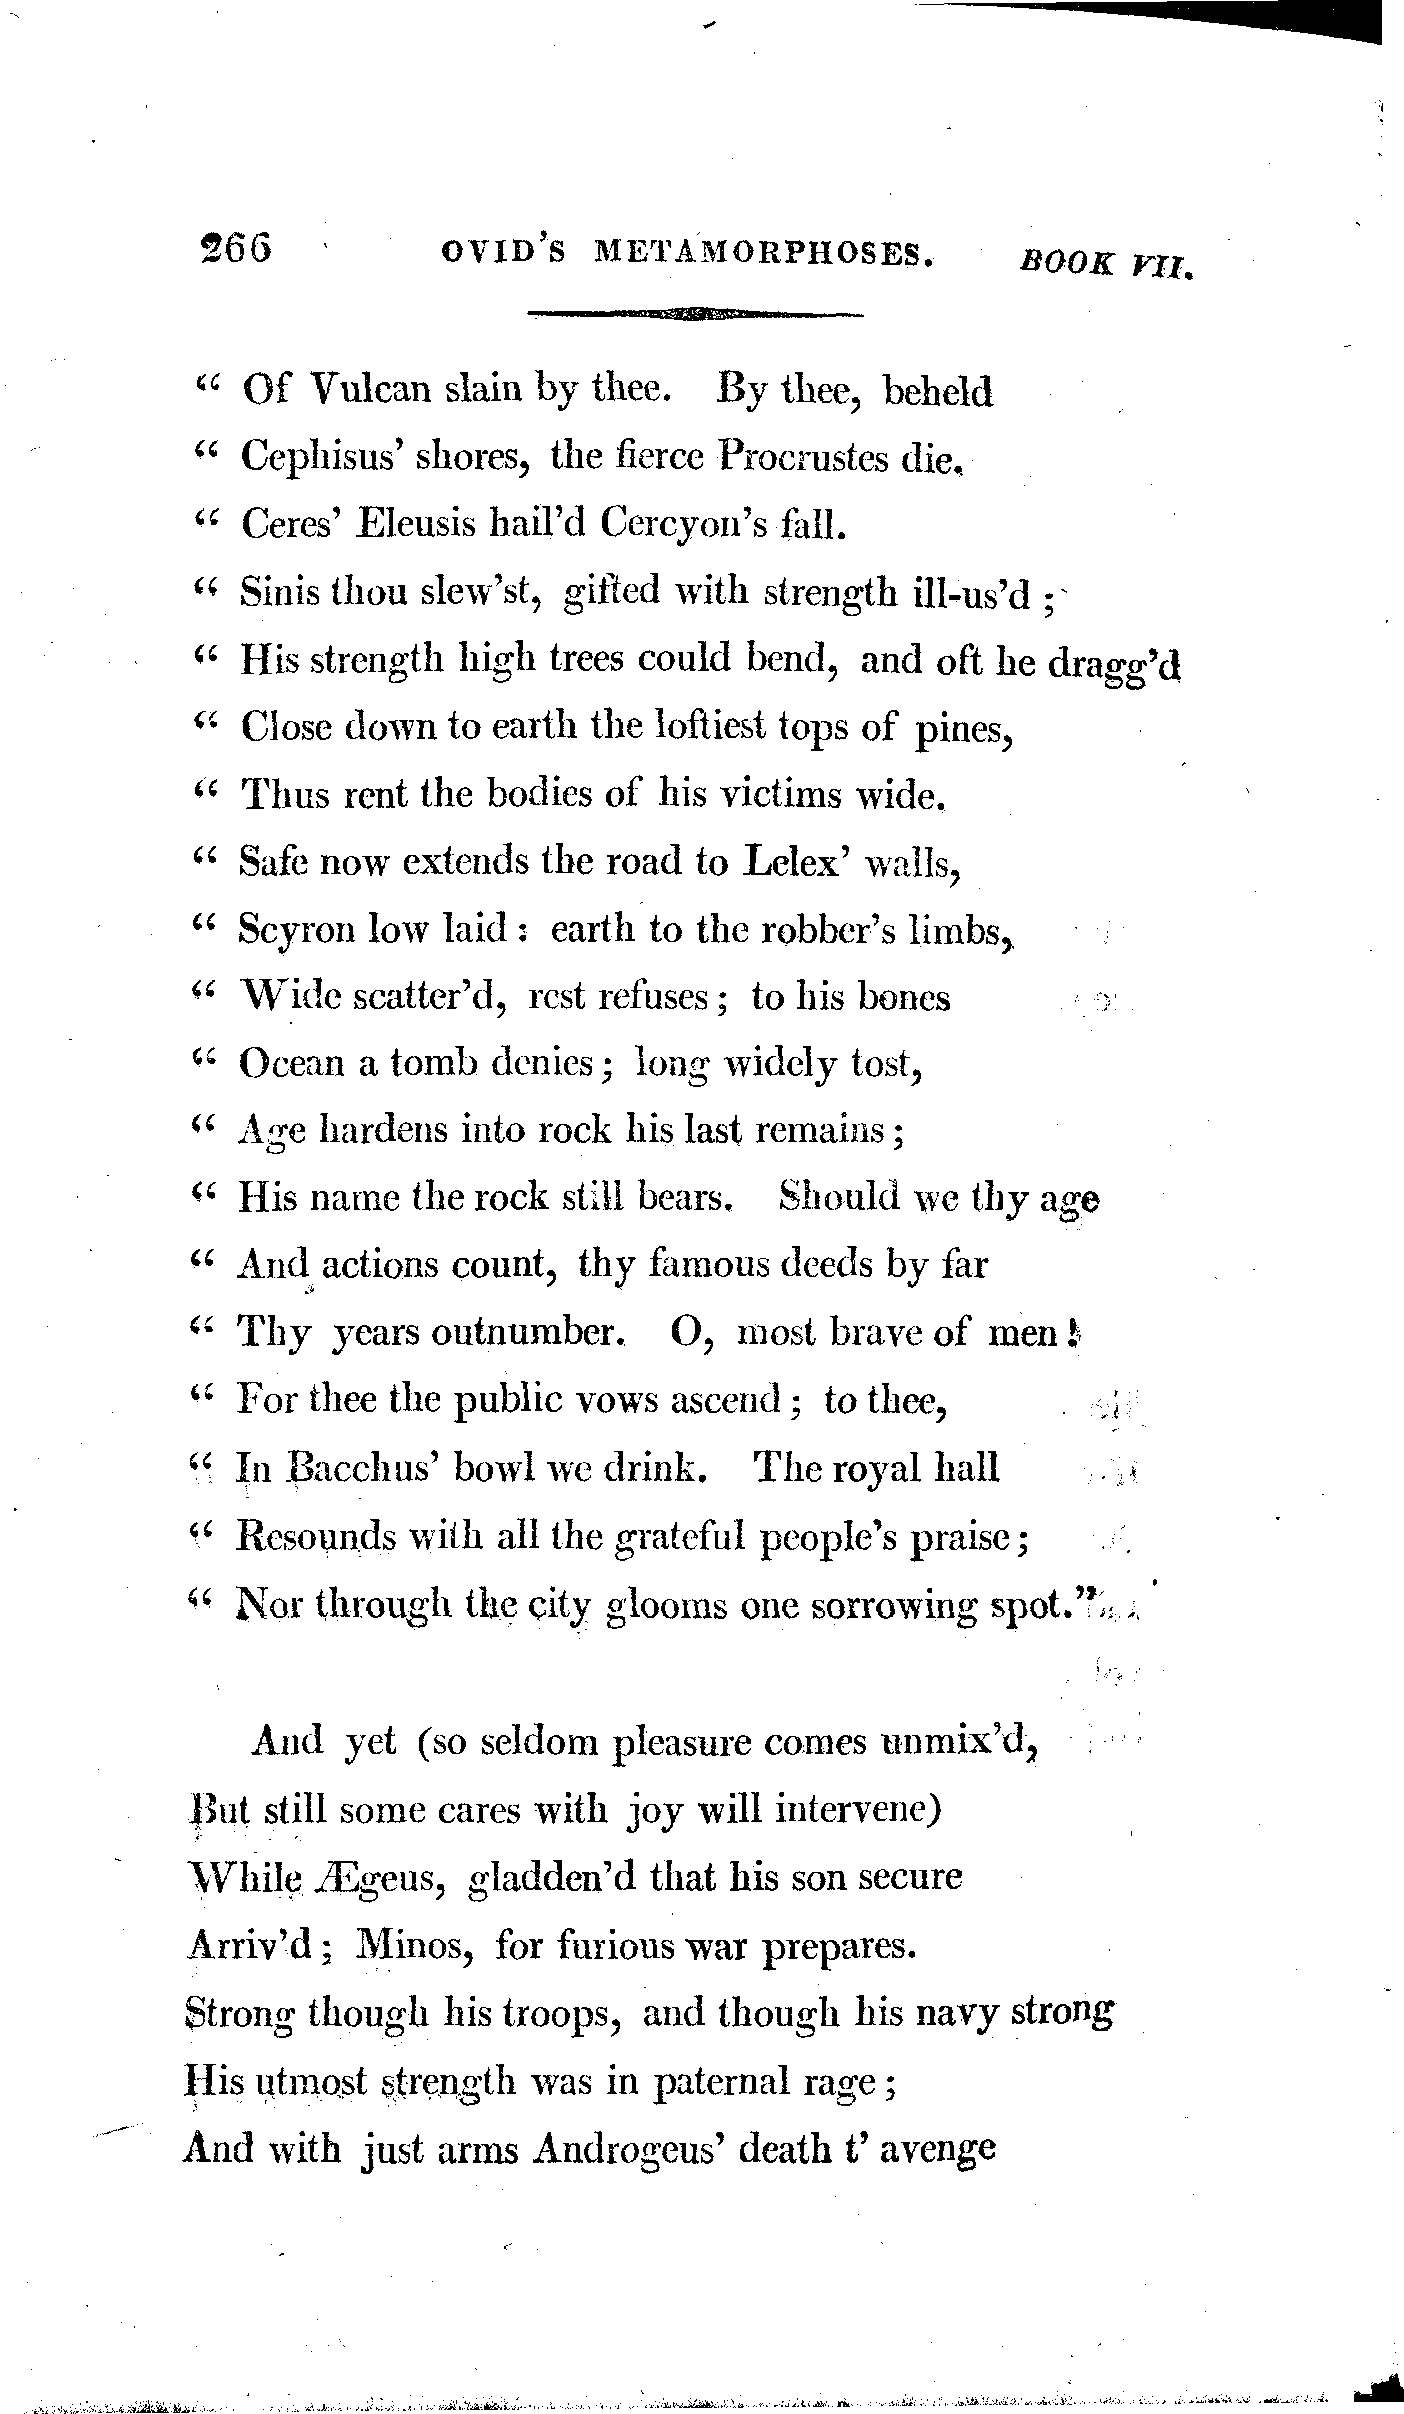 266 OVID'S METAMORPHOSES. BOOK VII.
" Of Vulcan slain by thee. By thee, beheld
" Cephisus' shores, the fierce Procrustes die.
" Ceres' Eleusis hail'd Cercyon's fall.
" Sinis thou slew'st, gifted with strength ill-us'd ;
" His strength high trees could bend, and oft he dragg'd
" Close down to earth the loftiest tops of pines,
" Thus rent the bodies of his victims wide.
" Safe now extends the road to Lelex' walls,
" Scyron low laid : earth to the robber's limbs,
" Wide scatter'd, rest refuses ; to his bones
" Ocean a tomb denies ; long widely tost,
" Age hardens into rock his last remains ;
" His name the rock still bears. Should we thy age
" And actions count, thy famous deeds by far
" Thy years outnumber. O, most brave of men !
" For thee the public vows ascend ; to thee,
" In Bacchus' bowl we drink. The royal hall
" Resounds with all the grateful people's praise ;
" Nor through the city glooms one sorrowing spot."
And yet (so seldom pleasure comes unmix'd,
But still some cares with joy will intervene)
While Ægeus, gladden'd that his son secure
Arriv'd ; Minos, for furious war prepares.
Strong though his troops, and though his navy strong
His utmost strength was in paternal rage ;
And with just arms Androgeus' death t' avenge